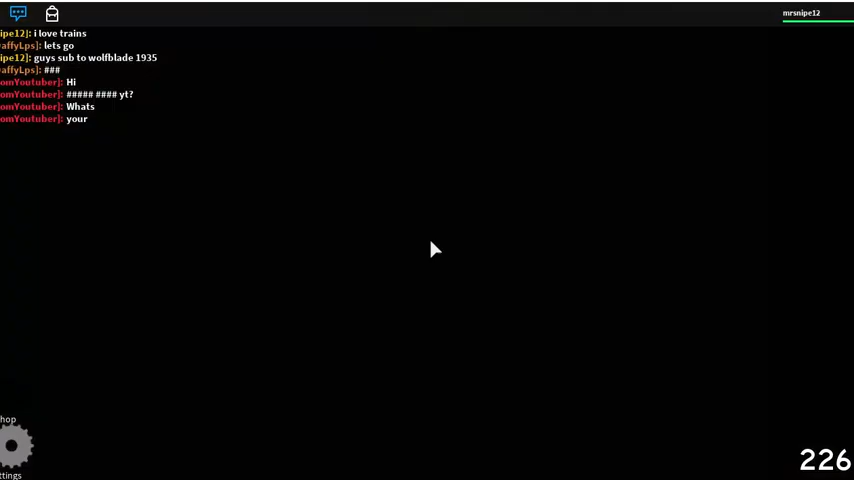 mrsnipe12
ipe12]: i love trains
affyLps]: lets go
ipe12]: guys sub to wolfblade 1935
affyLps]: ###
omYoutuber]: Hi
omYoutuber]: ##### #### yt?
omYoutuber]: Whats
omYoutuber]: your
hop
ttings
226